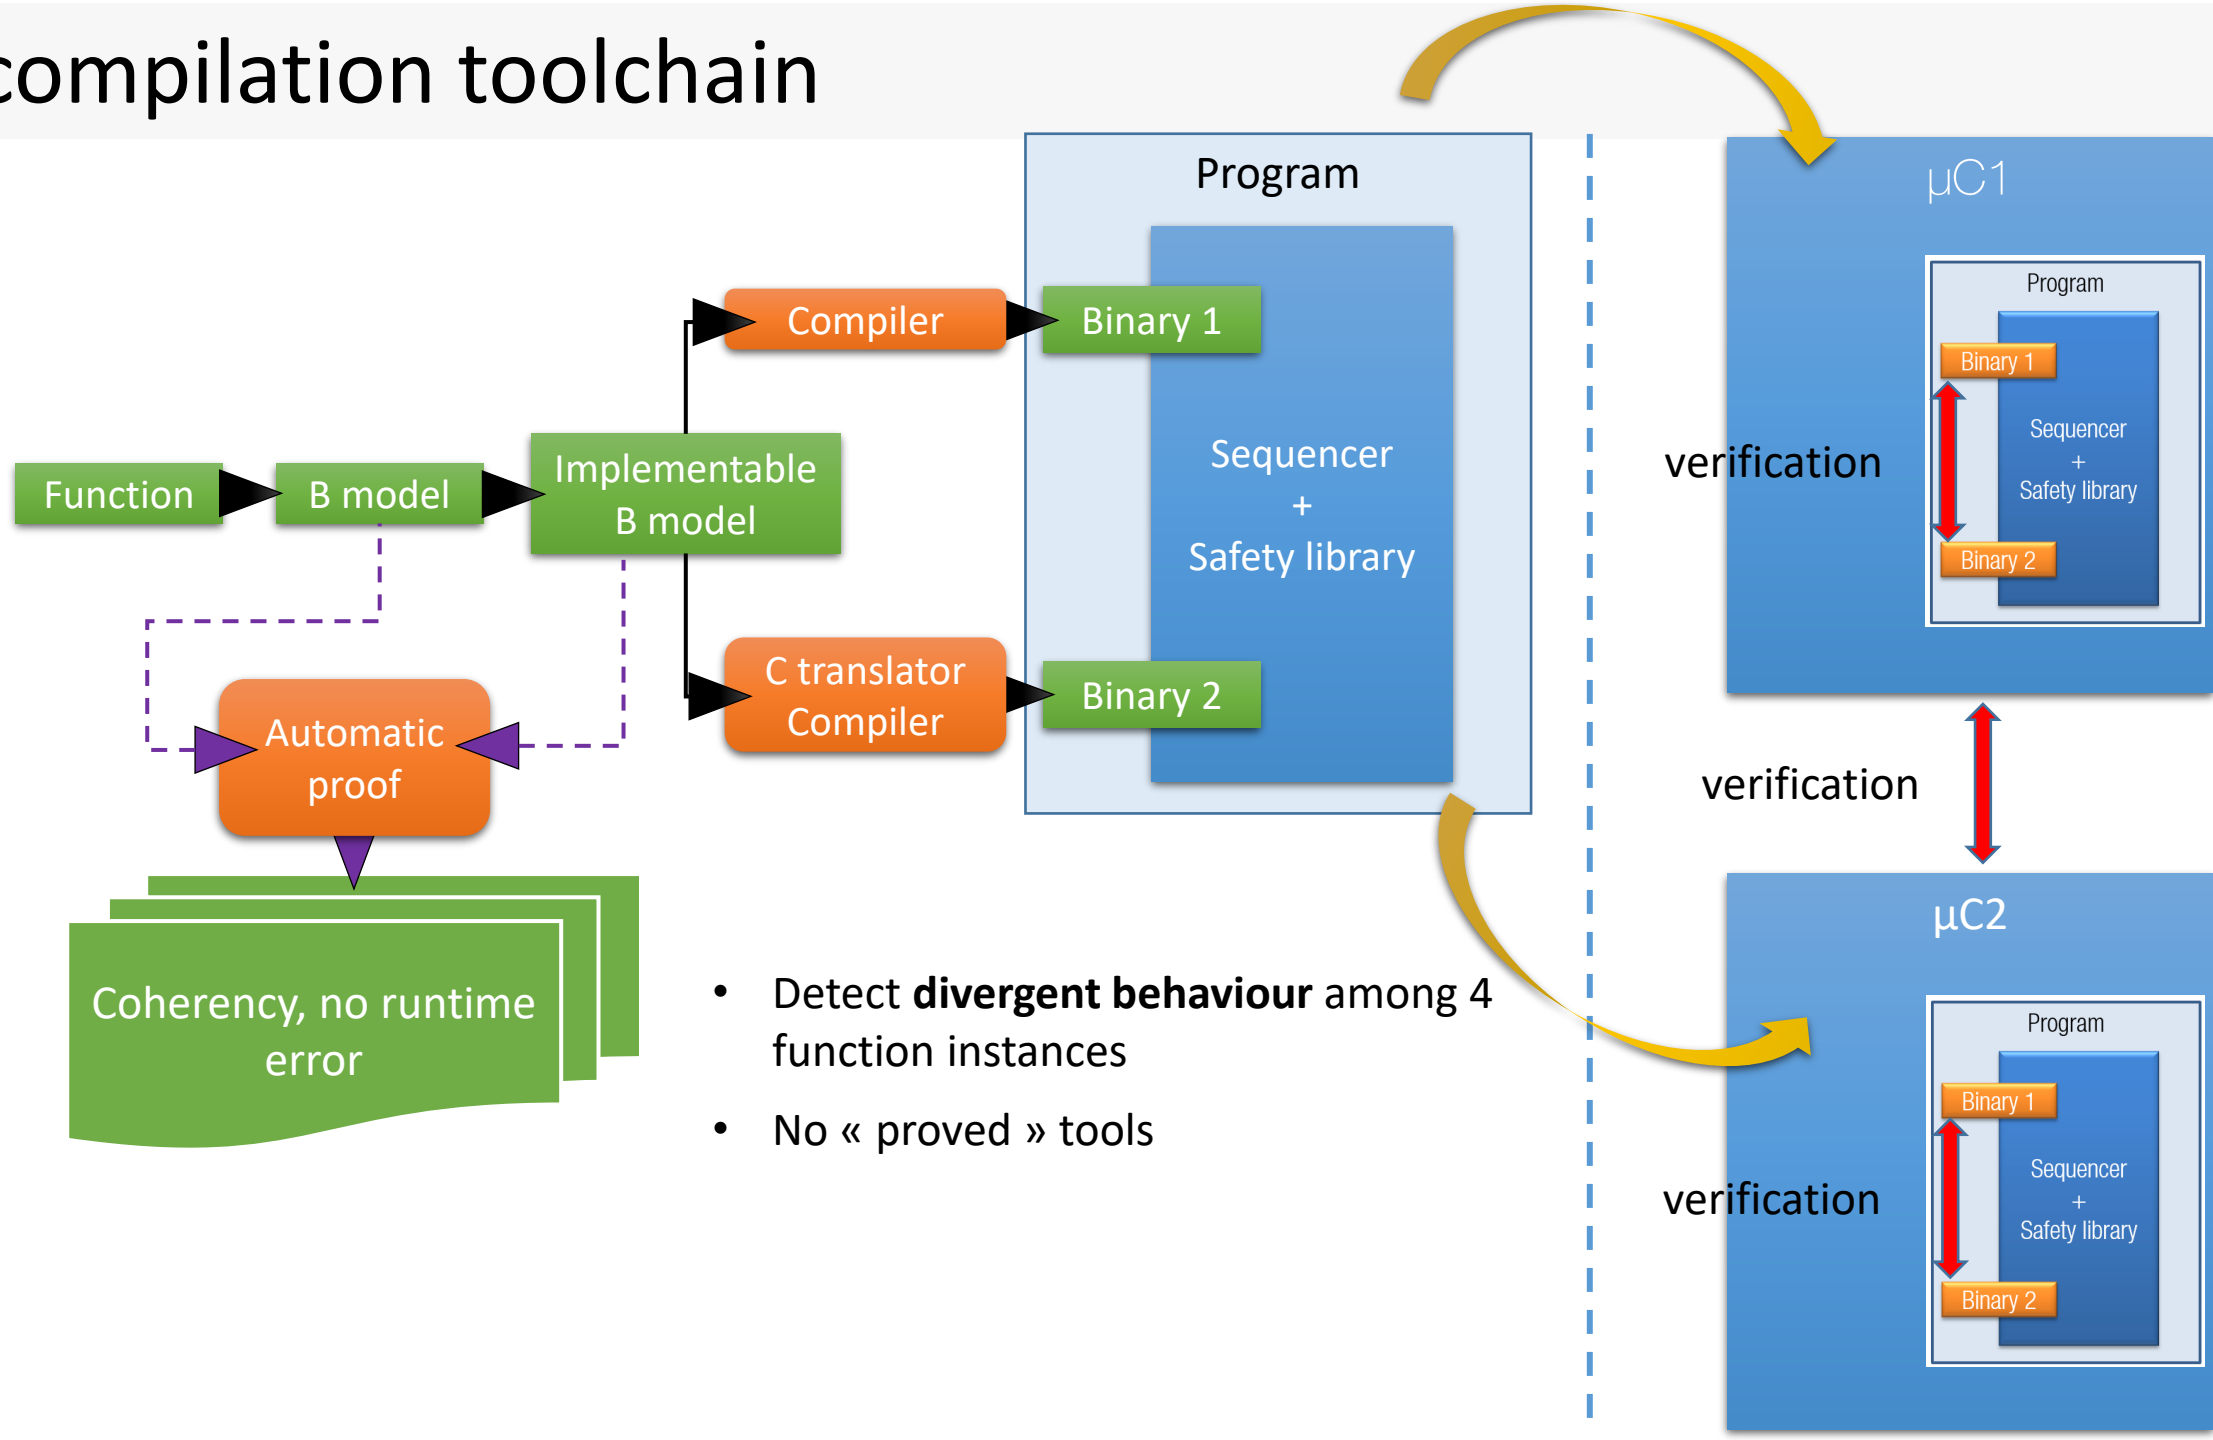 compilation toolchain
Program
Compiler
Binary 1
Function
B model
Implementable
B model
Sequencer
+
Safety library
C translator
Compiler
Binary 2
Automatic
proof
Coherency, no runtime
error
• Detect divergent behaviour among 4
function instances
• No « proved » tools
µC1
Program
Binary 1
verification
Sequencer
+
Safety library
Binary 2
verification
µC2
Program
Binary 1
verification
Sequencer
+
Safety library
Binary 2